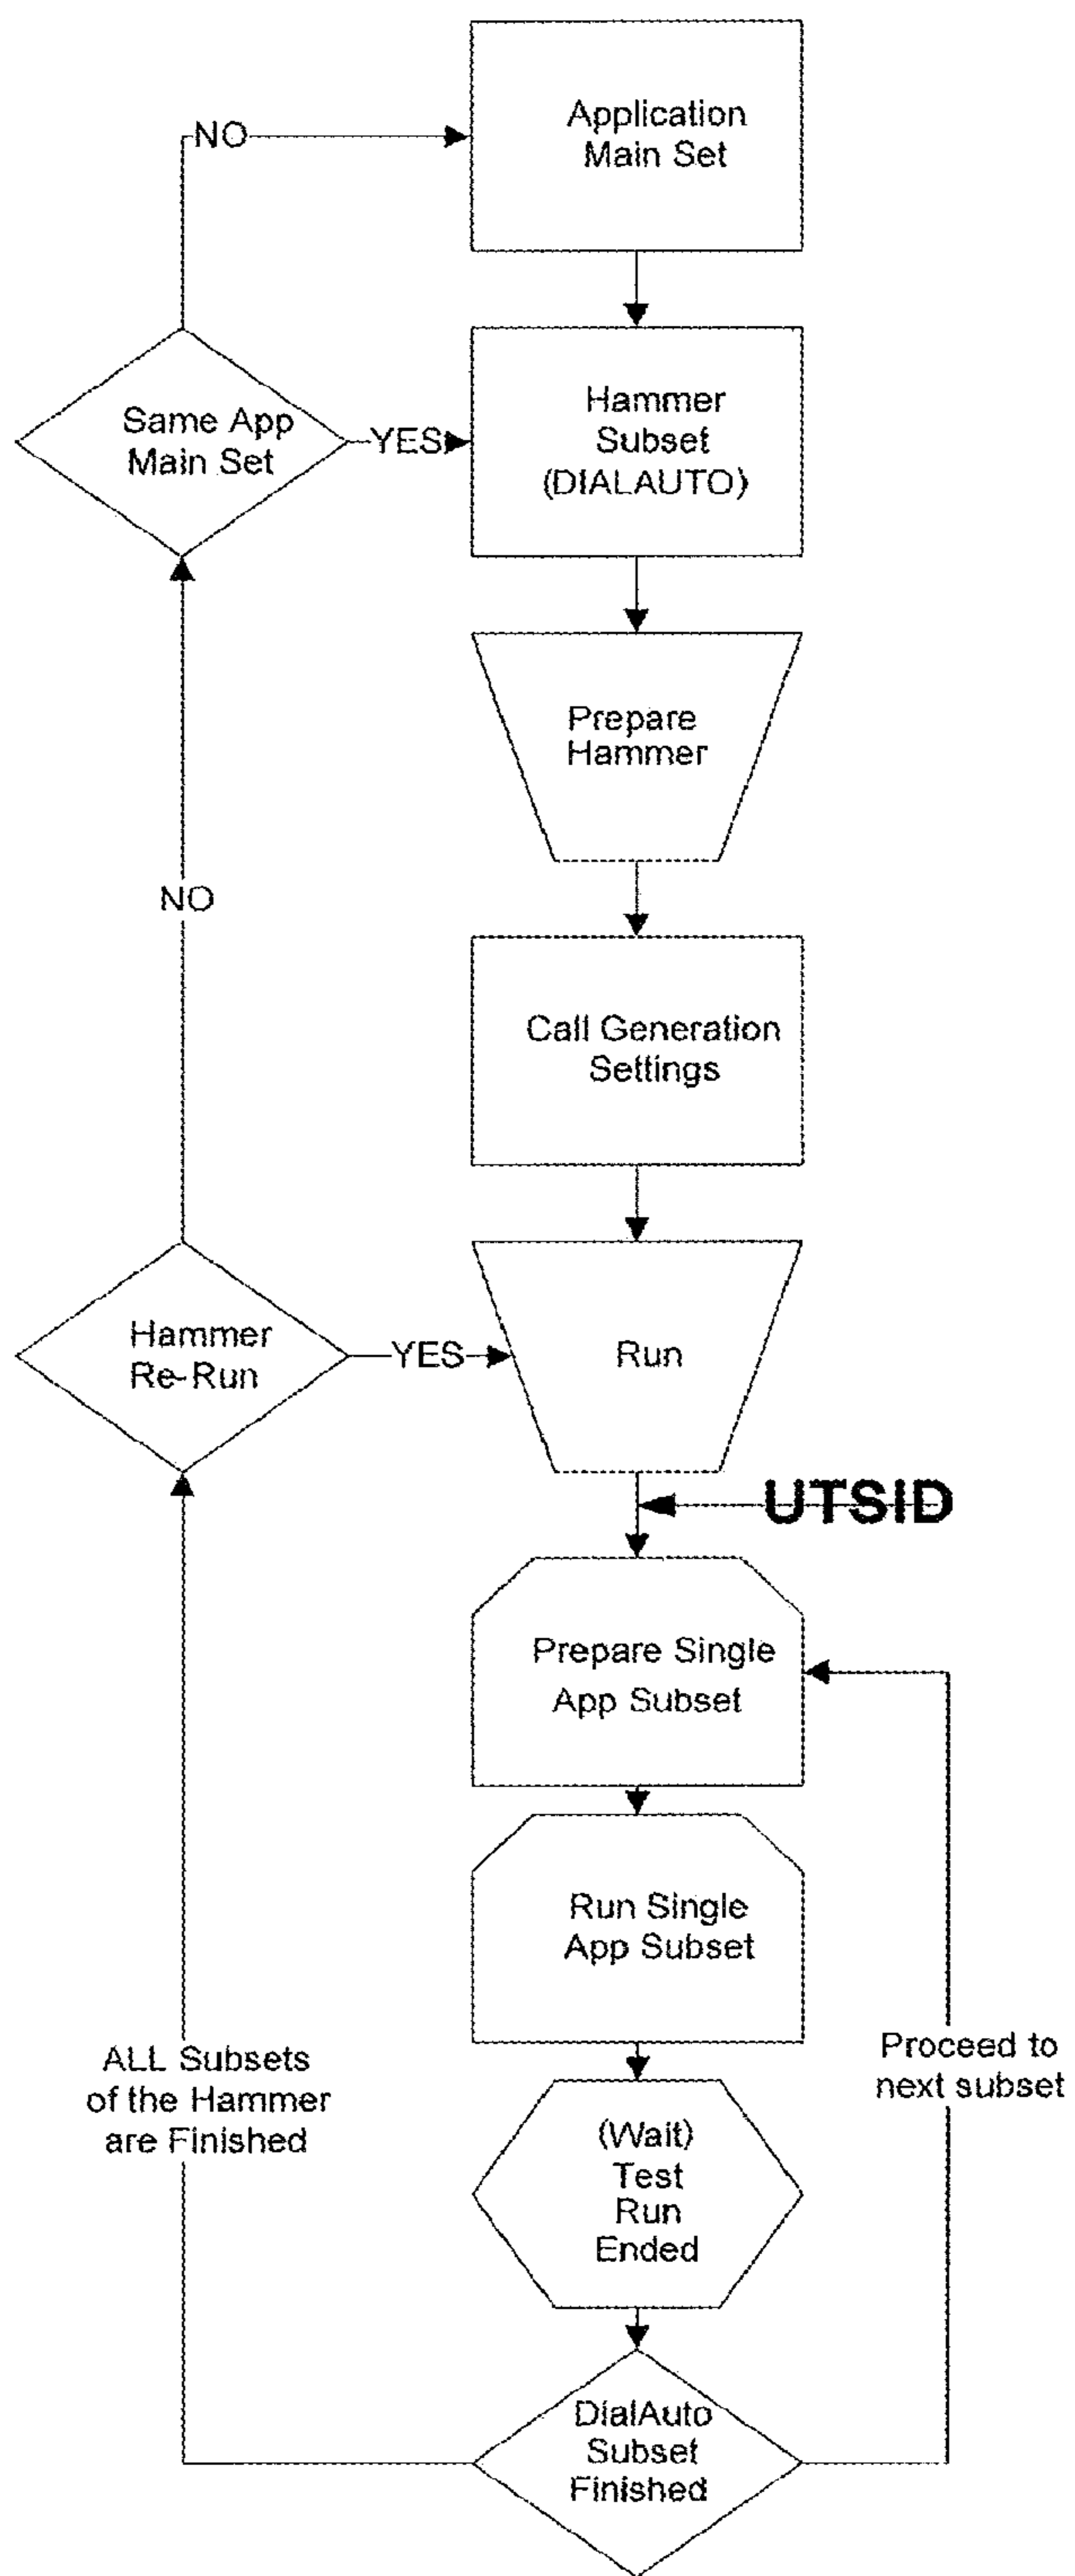 Application
Main Set
NO
Same App
Main Set
YES
Hammer
Subset
(DIALAUTO)
Prepare
Hammer
NO
Call Generation
Settings
Hammer
Re-Run
YES
Run
UTSID
Prepare Single
App Subset
Run Single
App Subset
ALL Subsets
of the Hammer
are Finished
Proceed to
next subset
(Wait)
Test
Run
Ended
DialAuto
Subset
Finished